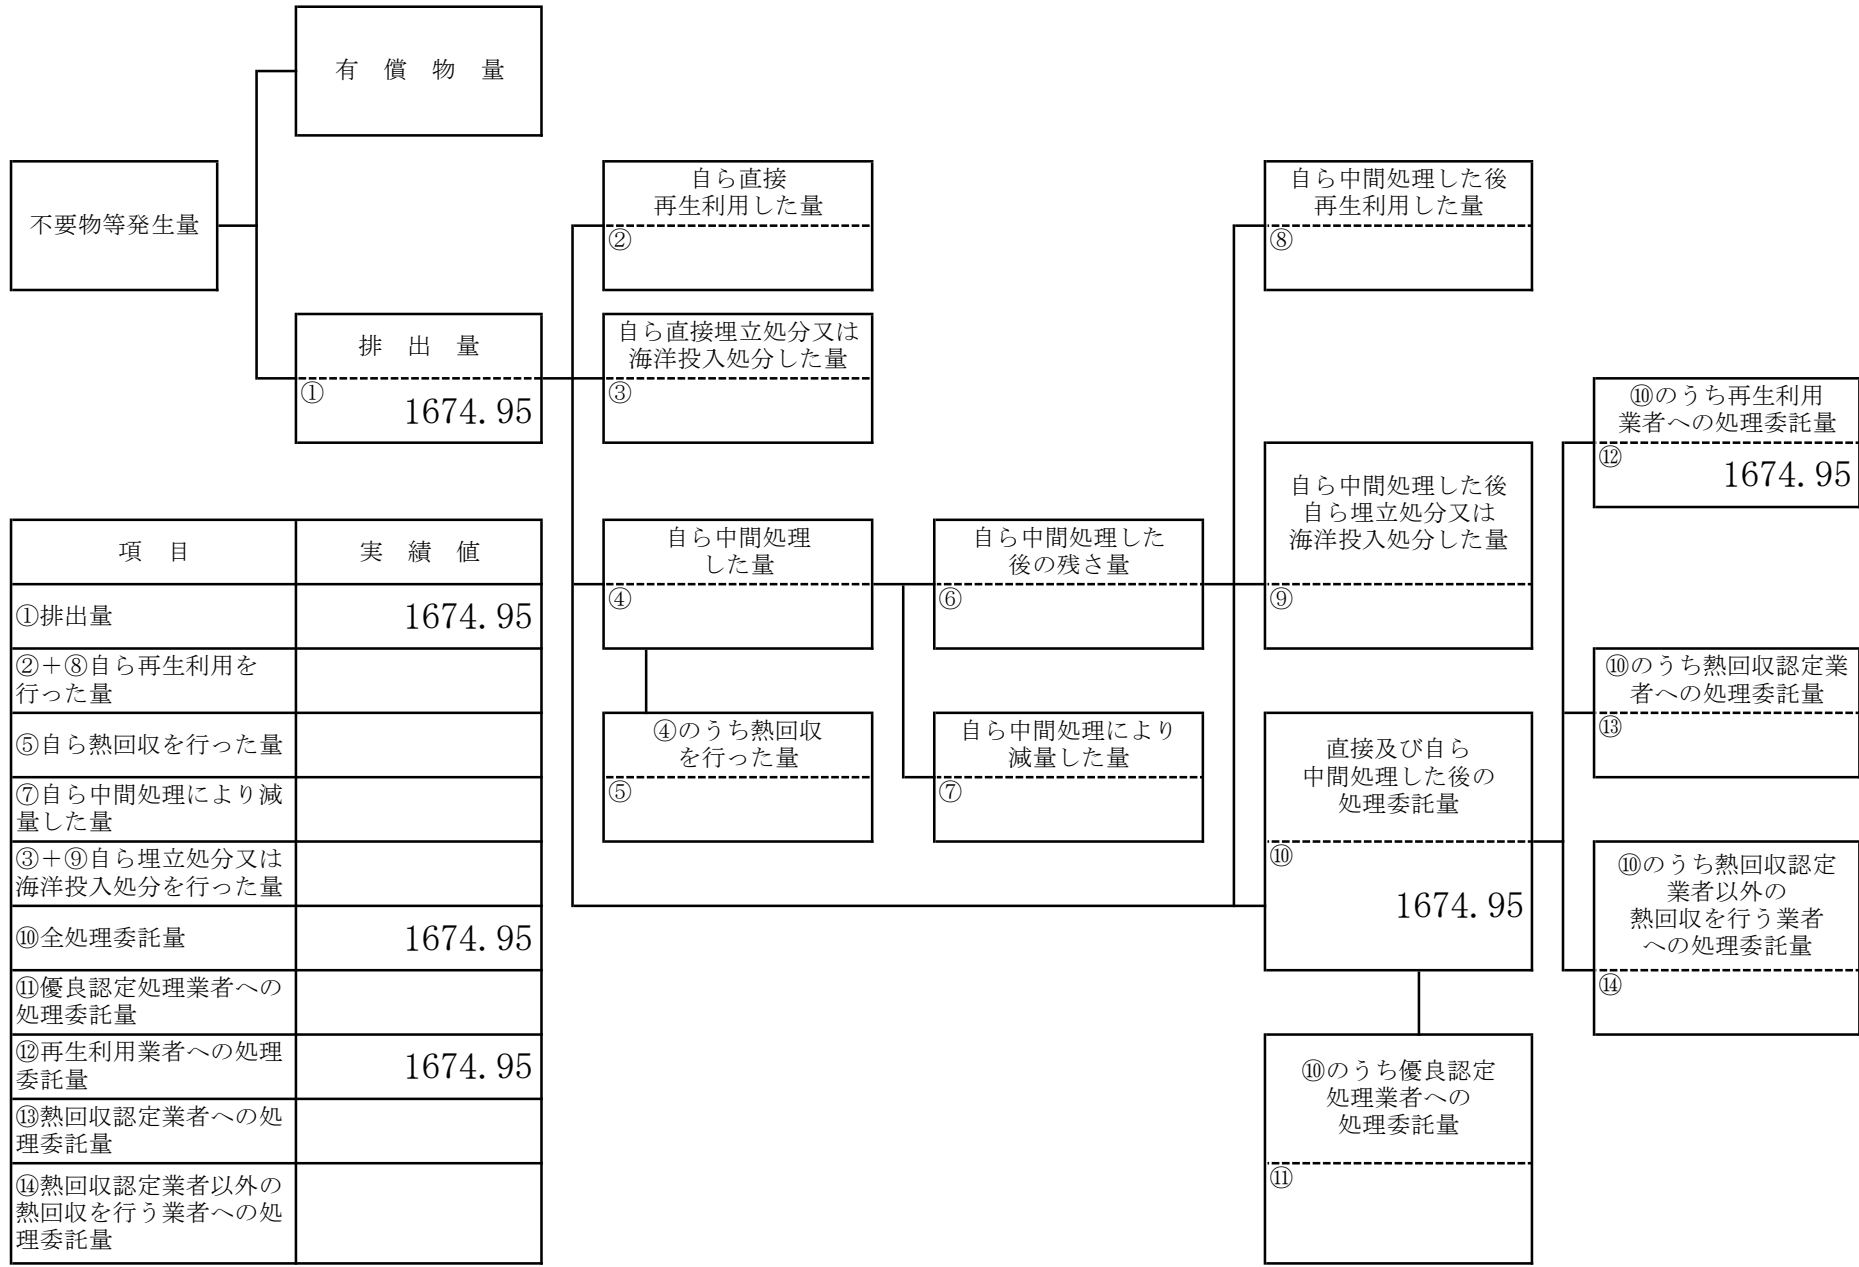 有 償 物 量
不要物等発生量
排 出 量
①
1674.95
自ら直接
再生利用した量
②
自ら直接埋立処分又は
海洋投入処分した量
③
自ら中間処理
した量
④
④のうち熱回収
を行った量
⑤
自ら中間処理した
後の残さ量
⑥
自ら中間処理により
減量した量
⑦
自ら中間処理した後
再生利用した量
⑧
自ら中間処理した後
自ら埋立処分又は
海洋投入処分した量
⑨
直接及び自ら
中間処理した後の
処理委託量
⑩
1674.95
⑩のうち優良認定
処理業者への
処理委託量
⑪
⑩のうち再生利用
業者への処理委託量
⑫
1674.95
⑩のうち熱回収認定業
者への処理委託量
⑬
⑩のうち熱回収認定
業者以外の
熱回収を行う業者
への処理委託量
⑭
項 目 実 績 値
①排出量 1674.95
②＋⑧自ら再生利用を
行った量
⑤自ら熱回収を行った量
⑦自ら中間処理により減
量した量
③＋⑨自ら埋立処分又は
海洋投入処分を行った量
⑩全処理委託量 1674.95
⑪優良認定処理業者への
処理委託量
⑫再生利用業者への処理
委託量 1674.95
⑬熱回収認定業者への処
理委託量
⑭熱回収認定業者以外の
熱回収を行う業者への処
理委託量